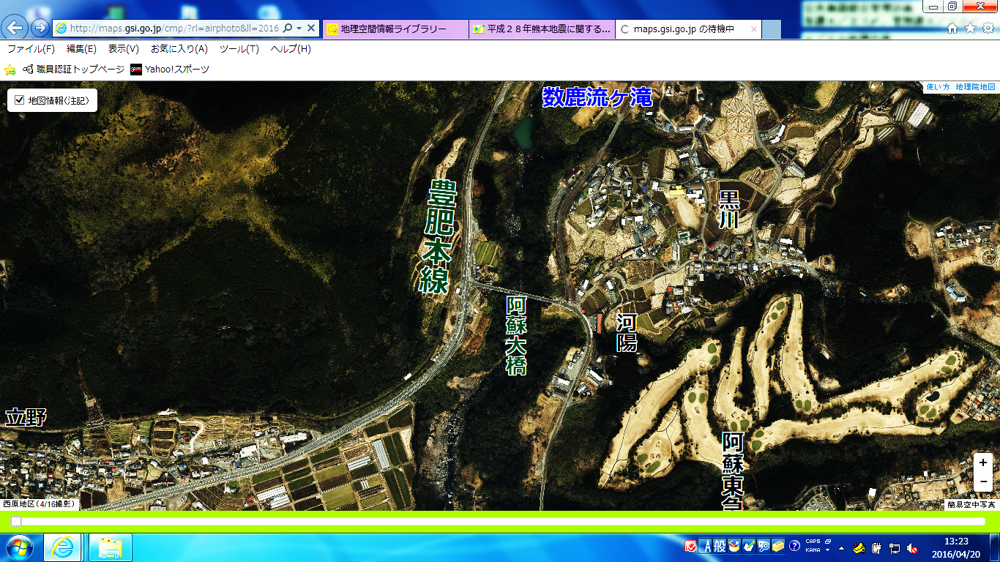 http://maps.gsi.go.jp/cmp/?rl=airphoto&ll=2016
地理空間情報ライブラリー
平成２８年熊本地震に関する...
maps.gsi.go.jp の待機中
ファイル(F) 編集(E) 表示(V) お気に入り(A) ツール(T) ヘルプ(H)
職員認証トップページ Yahoo!スポーツ
地図情報(注記)
使い方 地理院地図
数鹿流ヶ滝
豊肥本線
黒川
阿蘇大橋
河陽
立野
阿蘇東急
+
−
西原地区(4/16撮影)
簡易空中写真
A 般
CAPS
KANA
13:23
2016/04/20